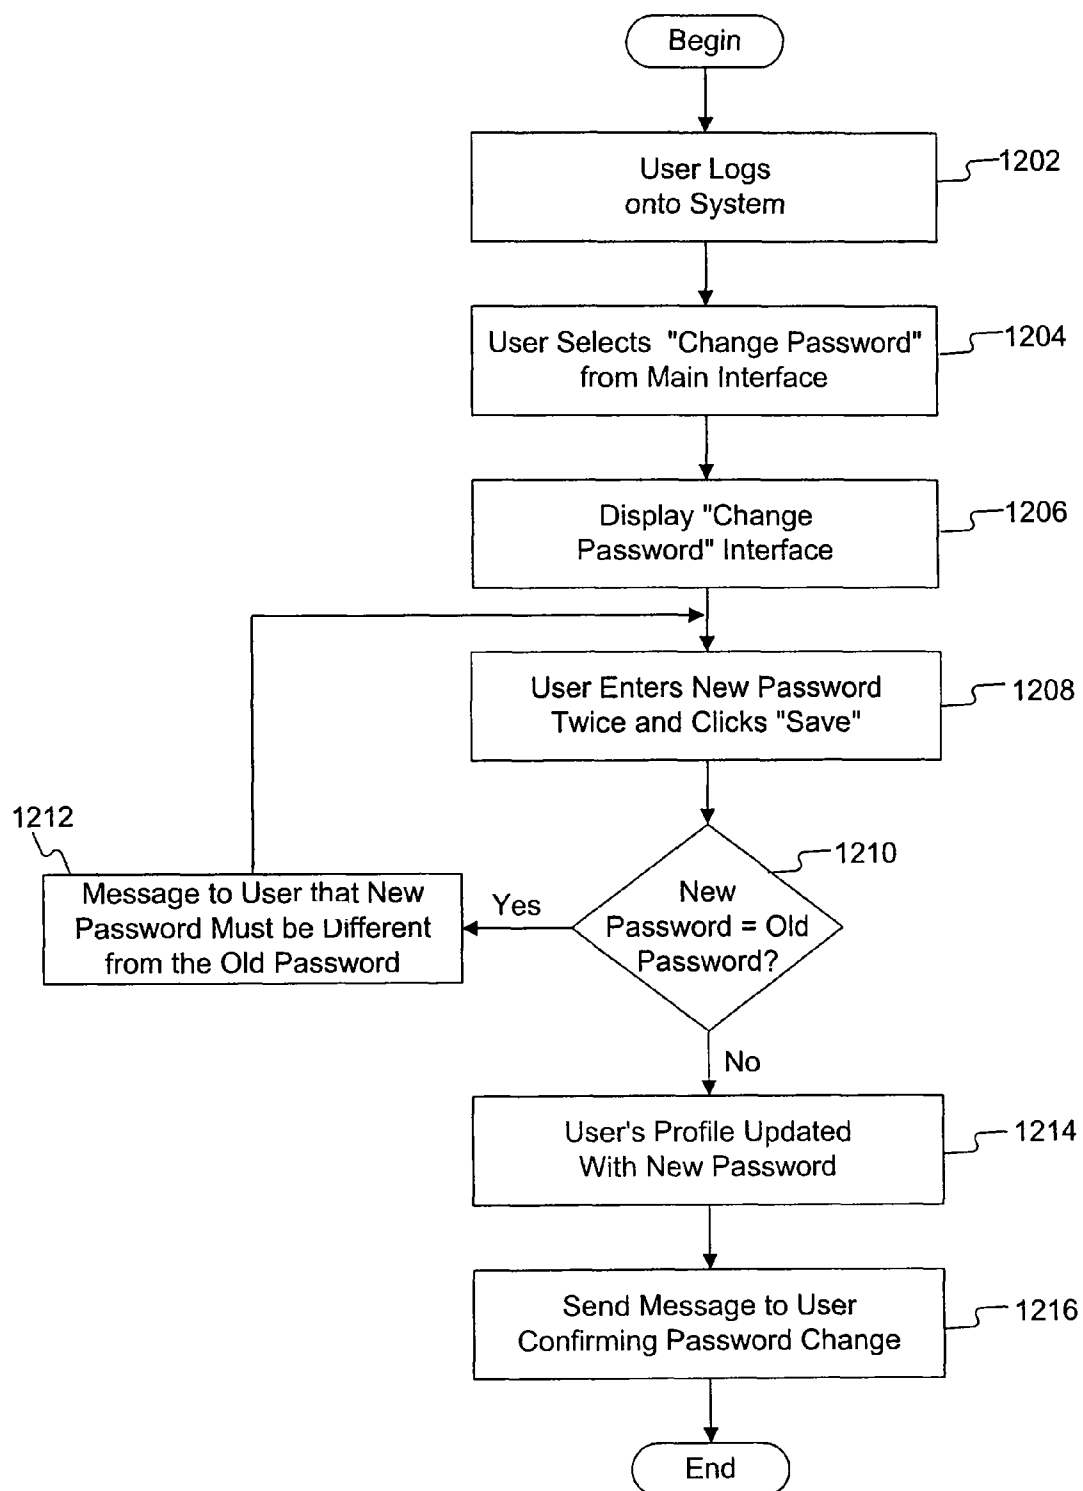 Begin
User Logs
onto System
1202
User Selects "Change Password"
from Main Interface
1204
Display "Change
Password" Interface
1206
User Enters New Password
Twice and Clicks "Save"
1208
1212
Message to User that New
Password Must be Different
from the Old Password
Yes
New
Password = Old
Password?
1210
No
User's Profile Updated
With New Password
1214
Send Message to User
Confirming Password Change
1216
End